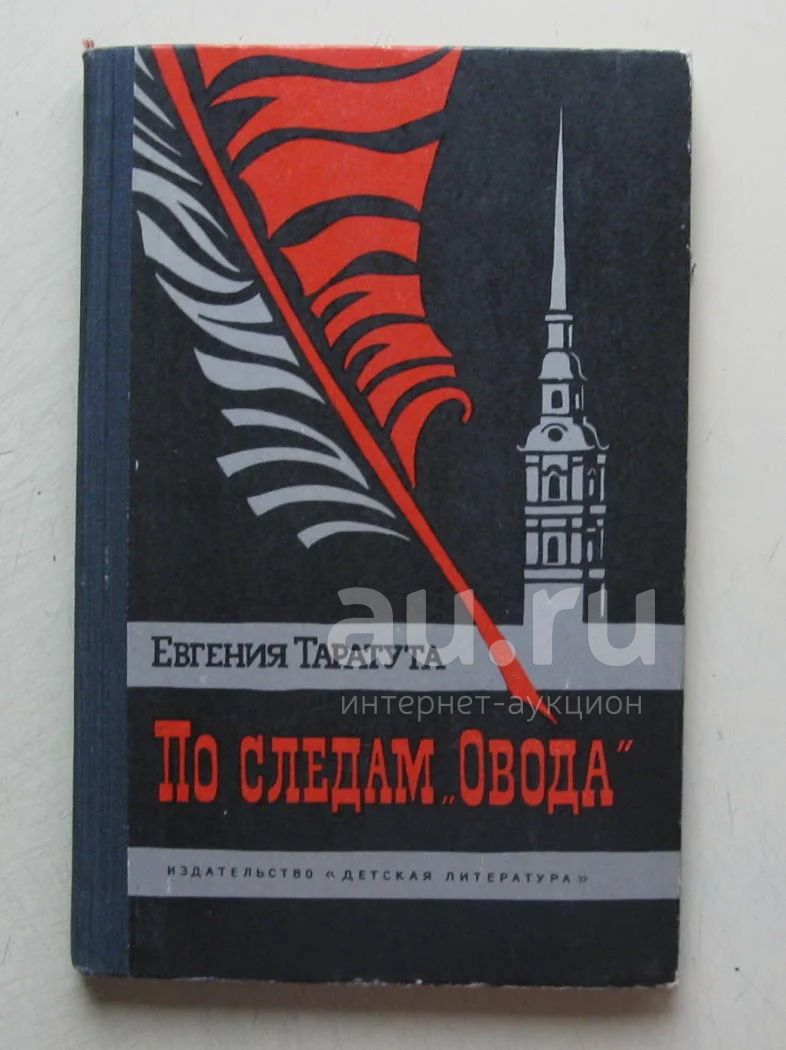 au.ru
ЕВГЕНИЯ ТАРАТУТА
интернет-аукцион
ПО СЛЕДАМ „ОВОДА"
ИЗДАТЕЛЬСТВО «ДЕТСКАЯ ЛИТЕРАТУРА»